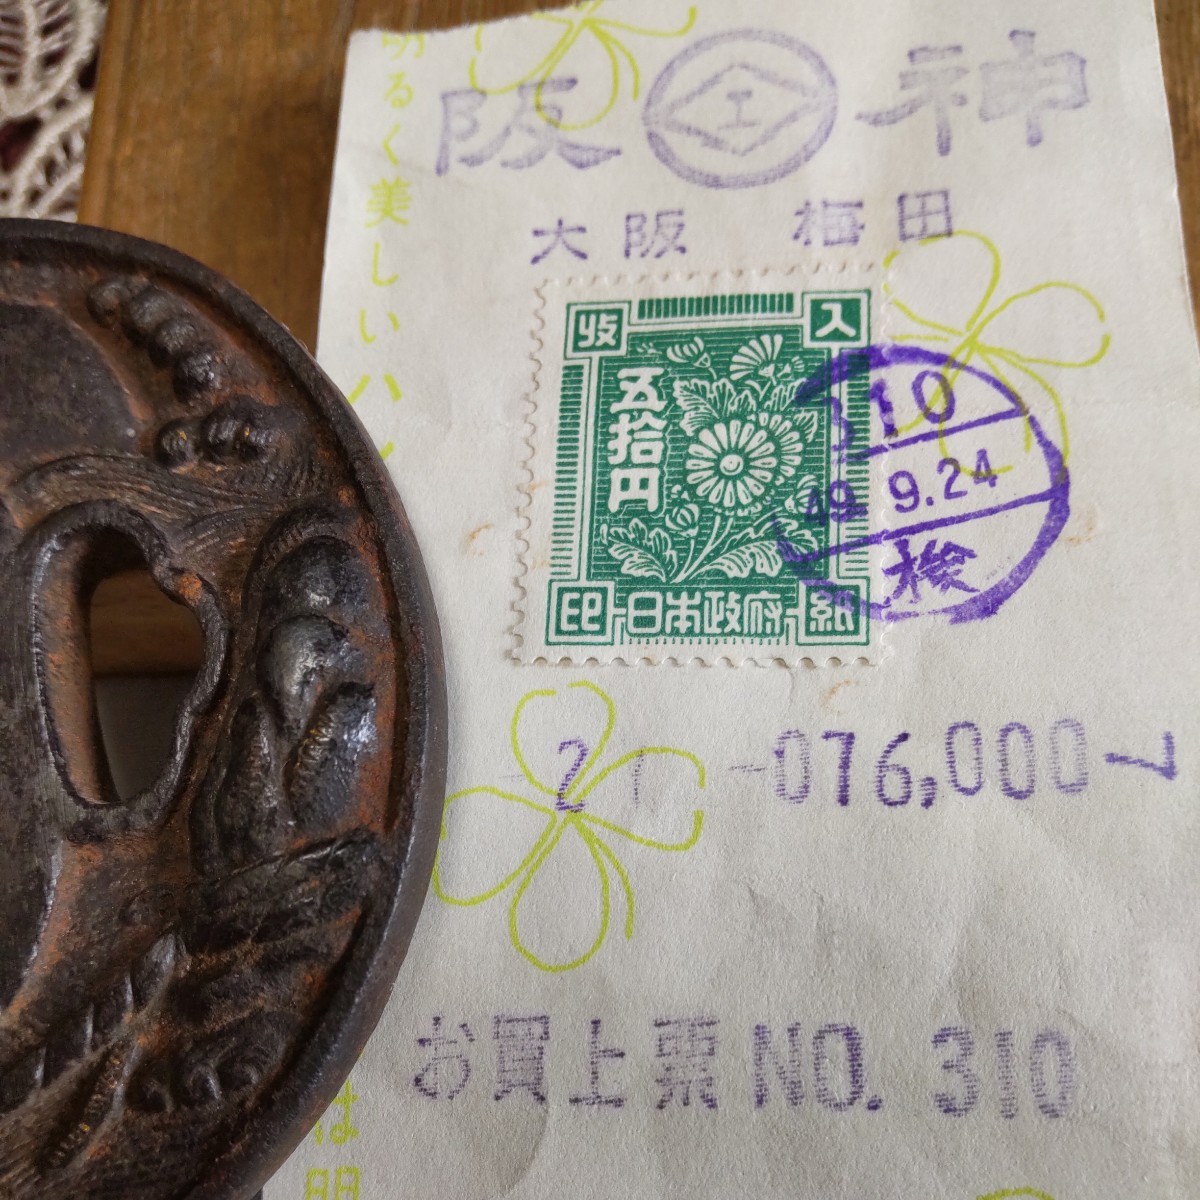 阪 神
大阪 梅田
収 入
五拾円
印 日本政府 紙
310
49. 9.24
検
2 -076,000
お買上票 NO. 310
明るく美しいハ
は明